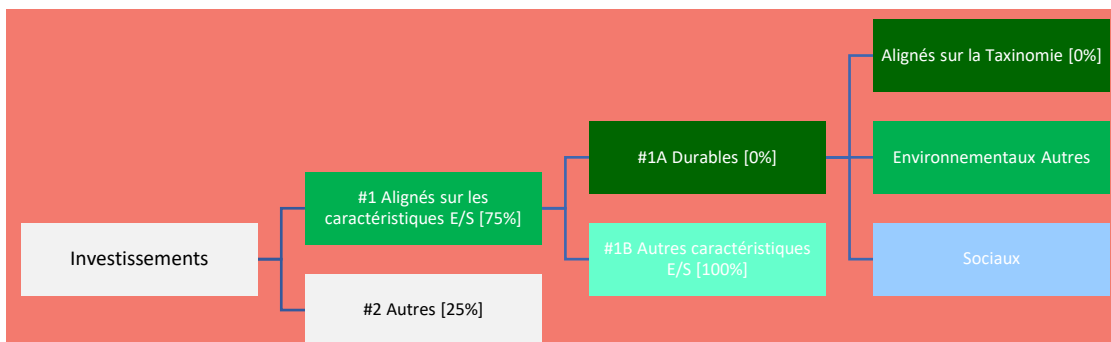 Investissements
#1 Alignés sur les
caractéristiques E/S [75%]
#2 Autres [25%]
#1A Durables [0%]
#1B Autres caractéristiques
E/S [100%]
Alignés sur la Taxinomie [0%]
Environnementaux Autres
Sociaux